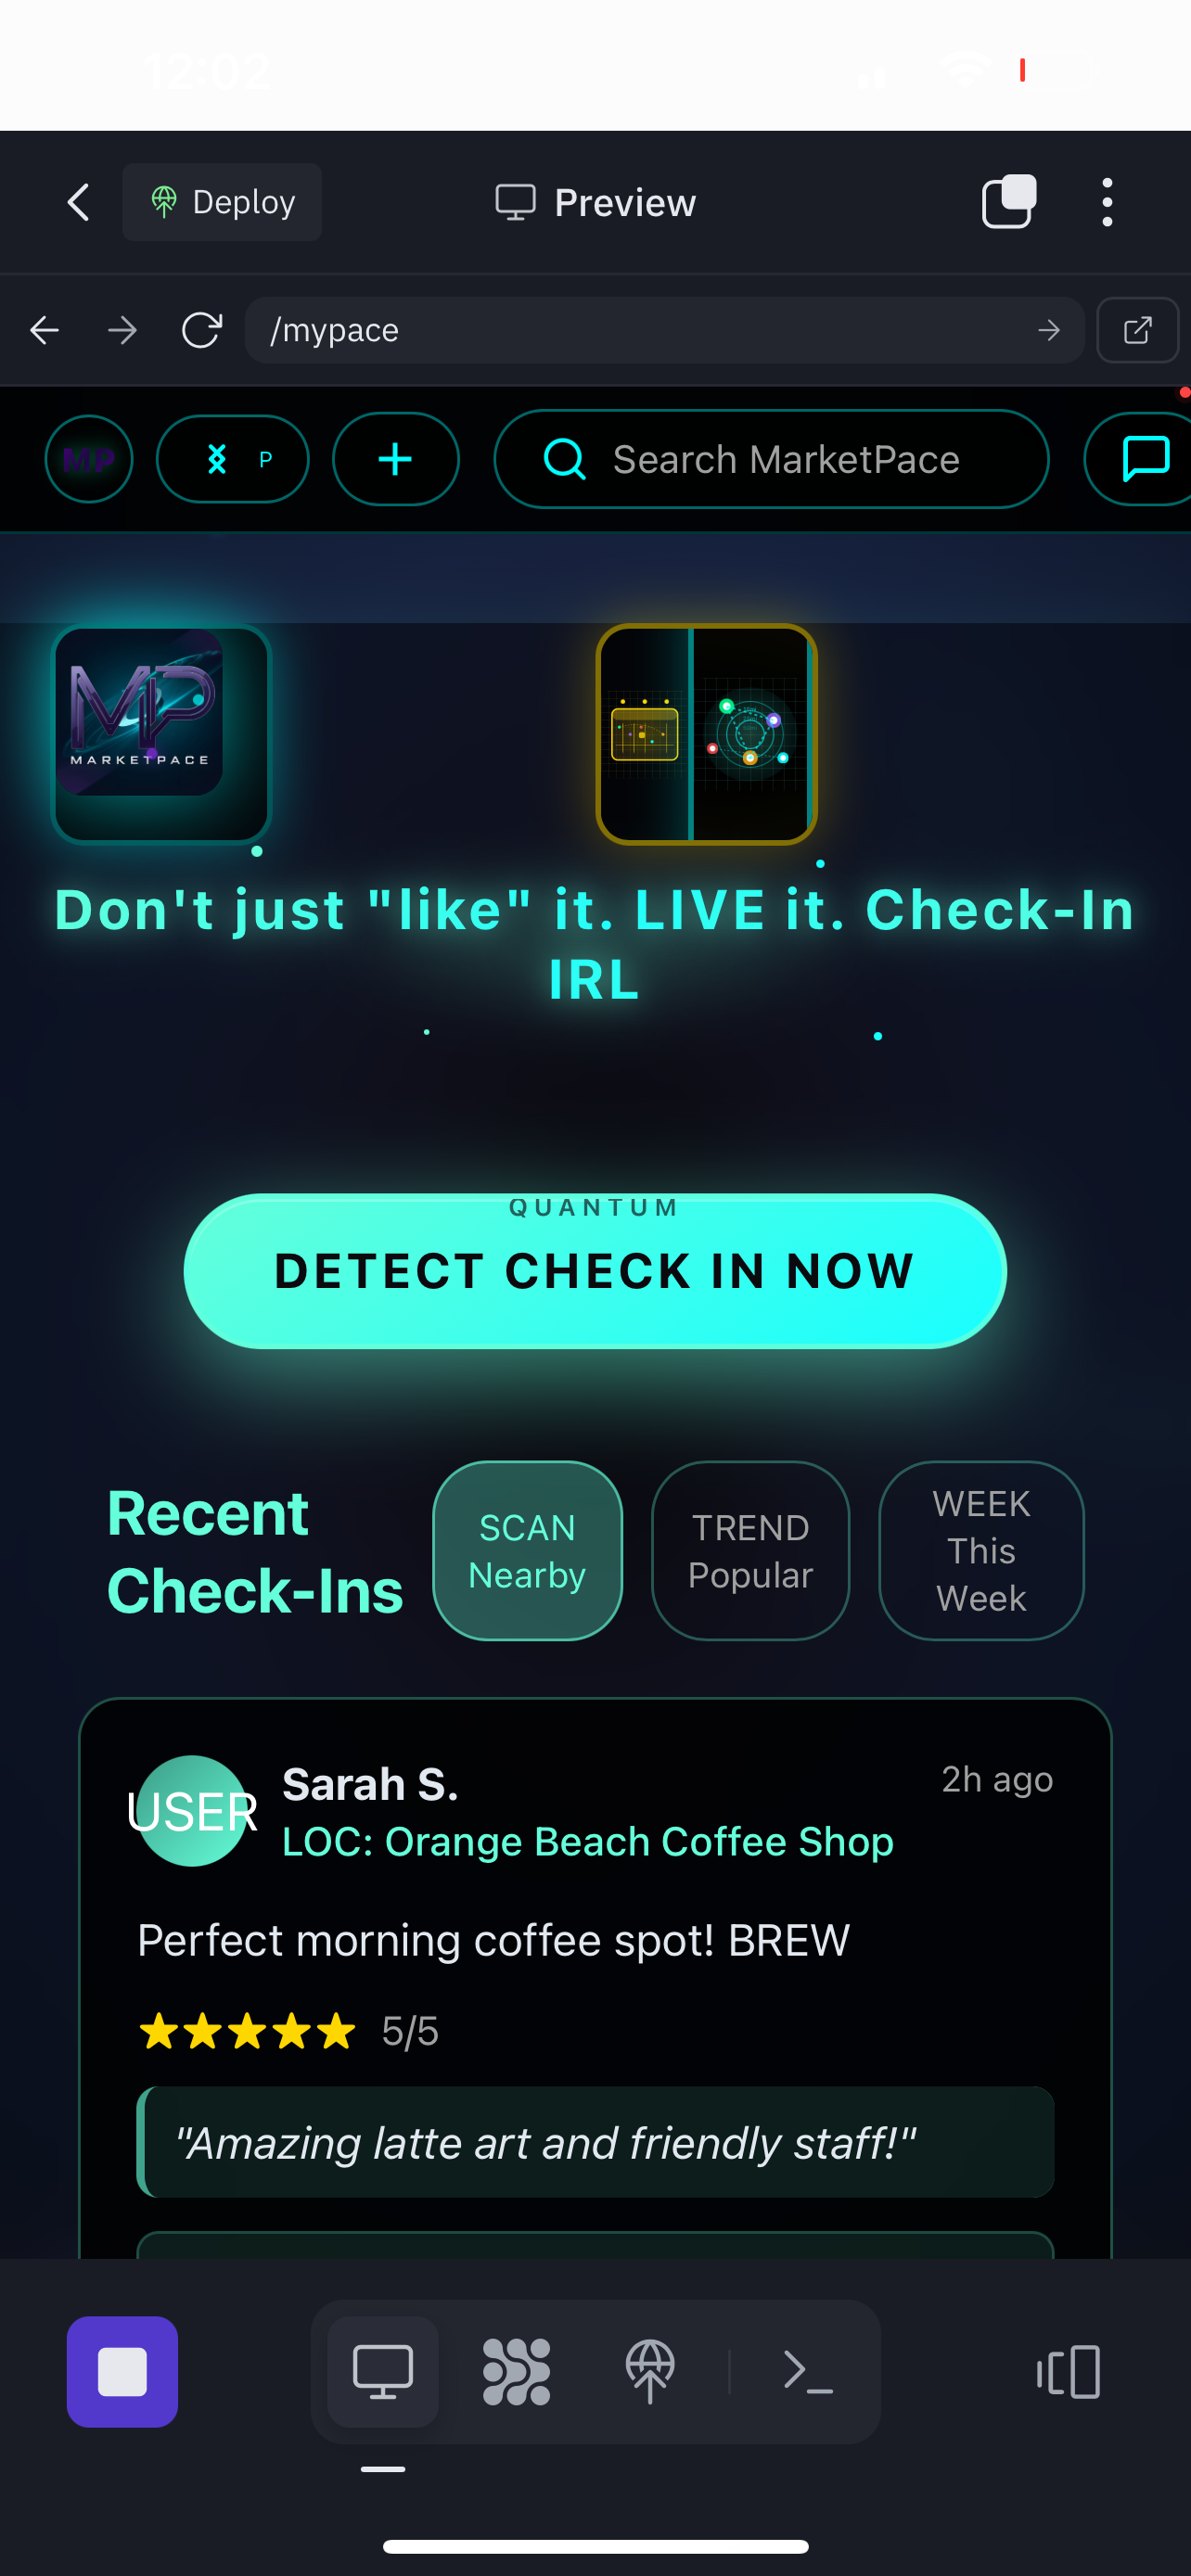 12:02
Deploy
Preview
/mypace
MP
P
Search MarketPace
MP
MARKETPACE
Don't just "like" it. LIVE it. Check-In
IRL
QUANTUM
DETECT CHECK IN NOW
Recent
Check-Ins
SCAN
Nearby
TREND
Popular
WEEK
This
Week
USER
Sarah S.
2h ago
LOC: Orange Beach Coffee Shop
Perfect morning coffee spot! BREW
5/5
"Amazing latte art and friendly staff!"